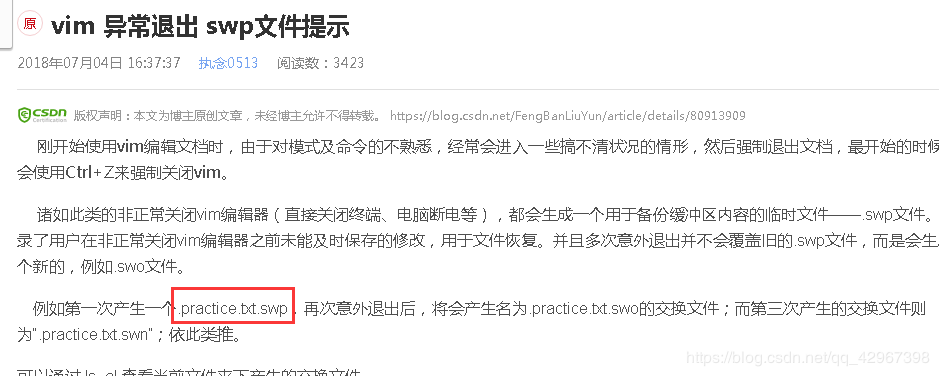 原 vim 异常退出 swp文件提示
2018年07月04日 16:37:37 执念0513 阅读数：3423
CSDN Certification 版权声明：本文为博主原创文章，未经博主允许不得转载。 https://blog.csdn.net/FengBanLiuYun/article/details/80913909
刚开始使用vim编辑文档时，由于对模式及命令的不熟悉，经常会进入一些搞不清状况的情形，然后强制退出文档，最开始的时候
会使用Ctrl+Z来强制关闭vim。
诸如此类的非正常关闭vim编辑器（直接关闭终端、电脑断电等），都会生成一个用于备份缓冲区内容的临时文件——.swp文件。
录了用户在非正常关闭vim编辑器之前未能及时保存的修改，用于文件恢复。并且多次意外退出并不会覆盖旧的.swp文件，而是会生
个新的，例如.swo文件。
例如第一次产生一个.practice.txt.swp，再次意外退出后，将会产生名为.practice.txt.swo的交换文件；而第三次产生的交换文件则
为“.practice.txt.swn”；依此类推。
可以通过 ls -al 查看当前文件夹下产生的交换文件
https://blog.csdn.net/qq_42967398